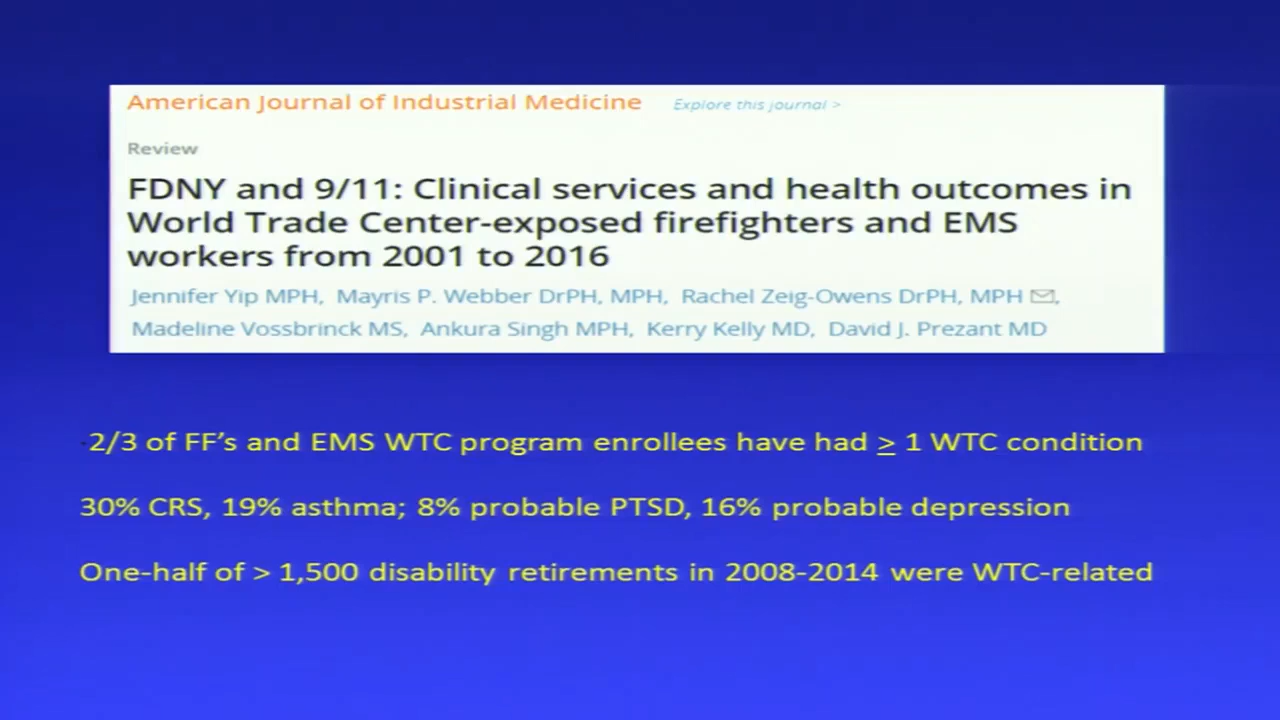 American Journal of Industrial Medicine Explore this journal >
Review
FDNY and 9/11: Clinical services and health outcomes in
World Trade Center-exposed firefighters and EMS
workers from 2001 to 2016
Jennifer Yip MPH, Mayris P. Webber DrPH, MPH, Rachel Zeig-Owens DrPH, MPH ✉,
Madeline Vossbrinck MS, Ankura Singh MPH, Kerry Kelly MD, David J. Prezant MD
-2/3 of FF's and EMS WTC program enrollees have had ≥ 1 WTC condition
30% CRS, 19% asthma; 8% probable PTSD, 16% probable depression
One-half of > 1,500 disability retirements in 2008-2014 were WTC-related